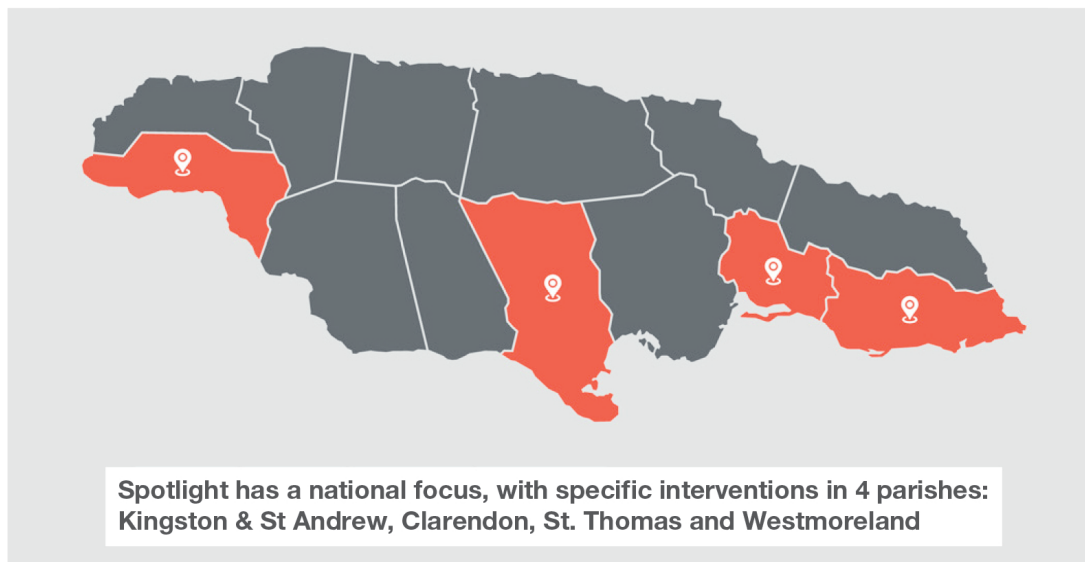 Spotlight has a national focus, with specific interventions in 4 parishes:
Kingston & St Andrew, Clarendon, St. Thomas and Westmoreland